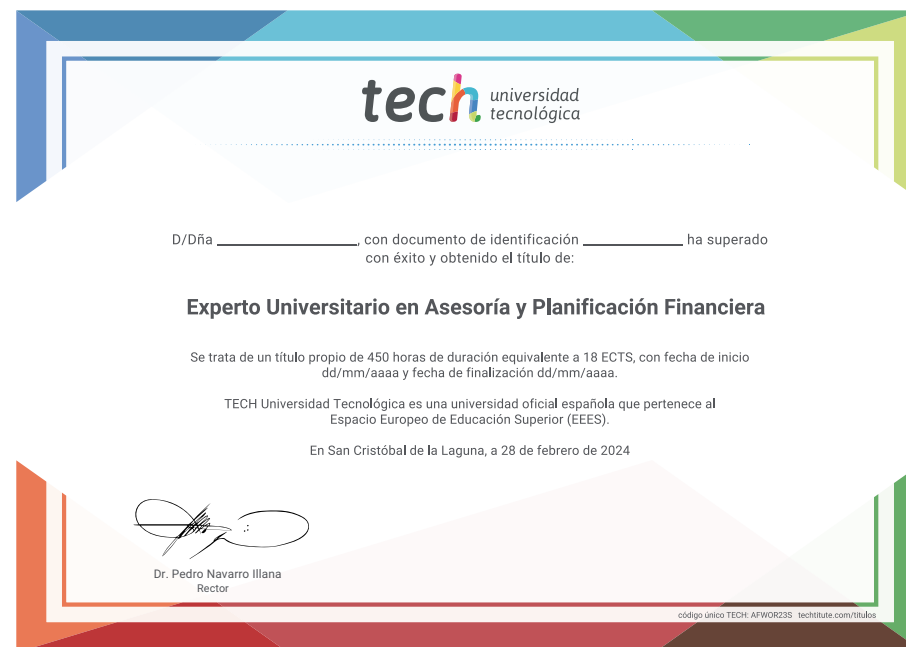 tech universidad
tecnológica
D/Dña ____________________, con documento de identificación ______________ ha superado
con éxito y obtenido el título de:
Experto Universitario en Asesoría y Planificación Financiera
Se trata de un título propio de 450 horas de duración equivalente a 18 ECTS, con fecha de inicio
dd/mm/aaaa y fecha de finalización dd/mm/aaaa.
TECH Universidad Tecnológica es una universidad oficial española que pertenece al
Espacio Europeo de Educación Superior (EEES).
En San Cristóbal de la Laguna, a 28 de febrero de 2024
Dr. Pedro Navarro Illana
Rector
código único TECH: AFWOR23S techtitute.com/titulos